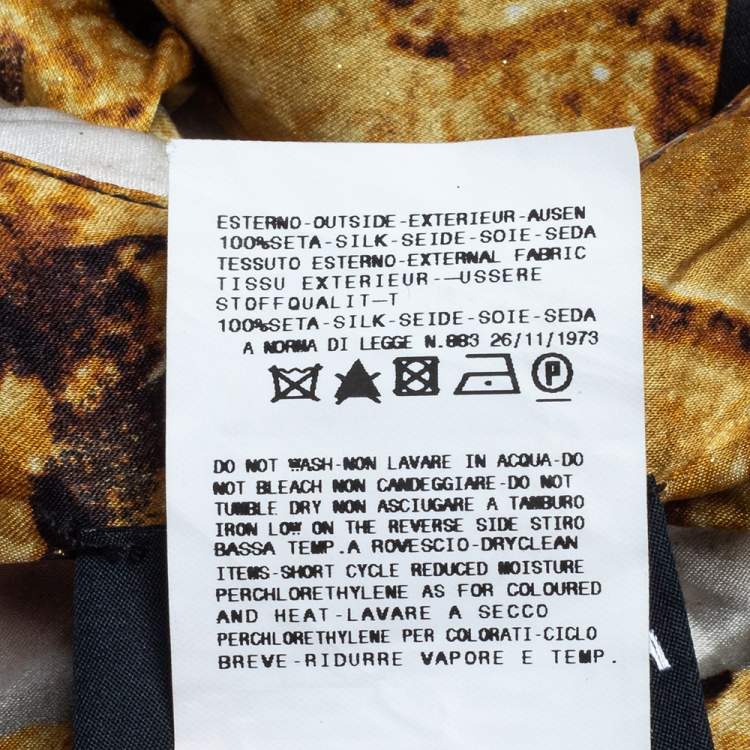 ESTERNO-OUTSIDE-EXTERIEUR-AUSEN
100%SETA-SILK-SEIDE-SOIE-SEDA
TESSUTO ESTERNO-EXTERNAL FABRIC
TISSU EXTERIEUR-—USSERE
STOFFQUALIT—T
100%SETA-SILK-SEIDE-SOIE-SEDA
A NORMA DI LEGGE N.883 26/11/1973
P
DO NOT WASH-NON LAVARE IN ACQUA-DO
NOT BLEACH NON CANDEGGIARE-DO NOT
TUMBLE DRY NON ASCIUGARE A TAMBURO
IRON LOW ON THE REVERSE SIDE STIRO
BASSA TEMP.A ROVESCIO-DRYCLEAN
ITEMS-SHORT CYCLE REDUCED MOISTURE
PERCHLORETHYLENE AS FOR COLOURED
AND HEAT-LAVARE A SECCO
PERCHLORETHYLENE PER COLORATI-CICLO
BREVE-RIDURRE VAPORE E TEMP.